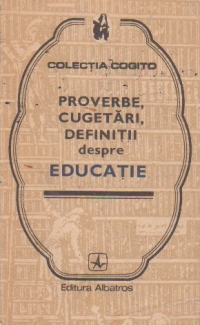 COLECȚIA COGITO
PROVERBE,
CUGETĂRI,
DEFINIȚII
despre
EDUCAȚIE
Editura Albatros